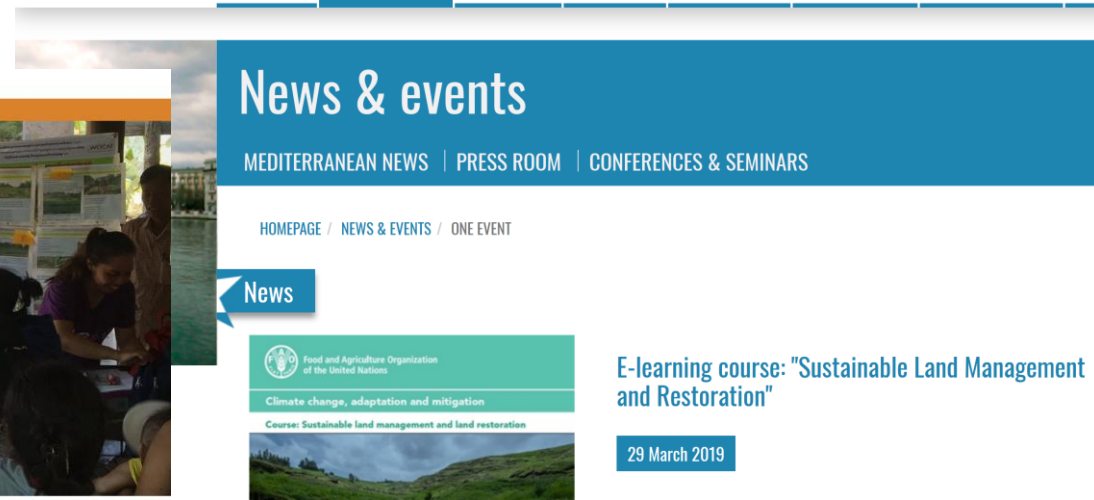 News & events
MEDITERRANEAN NEWS | PRESS ROOM | CONFERENCES & SEMINARS
HOMEPAGE / NEWS & EVENTS / ONE EVENT
News
FAO
Food and Agriculture Organization
of the United Nations
Climate change, adaptation and mitigation
Course: Sustainable land management and land restoration
E-learning course: "Sustainable Land Management
and Restoration"
29 March 2019